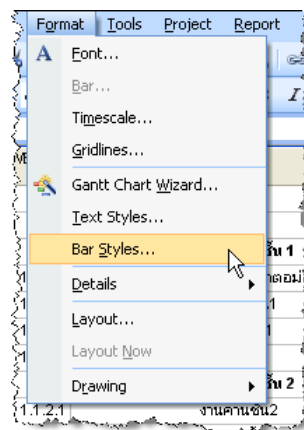 Format Tools Project Report
Font...
Bar...
Timescale...
Gridlines...
Gantt Chart Wizard...
Text Styles...
Bar Styles...
Details
Layout...
Layout Now
Drawing
1.1.2.1 งานคานชั้น2